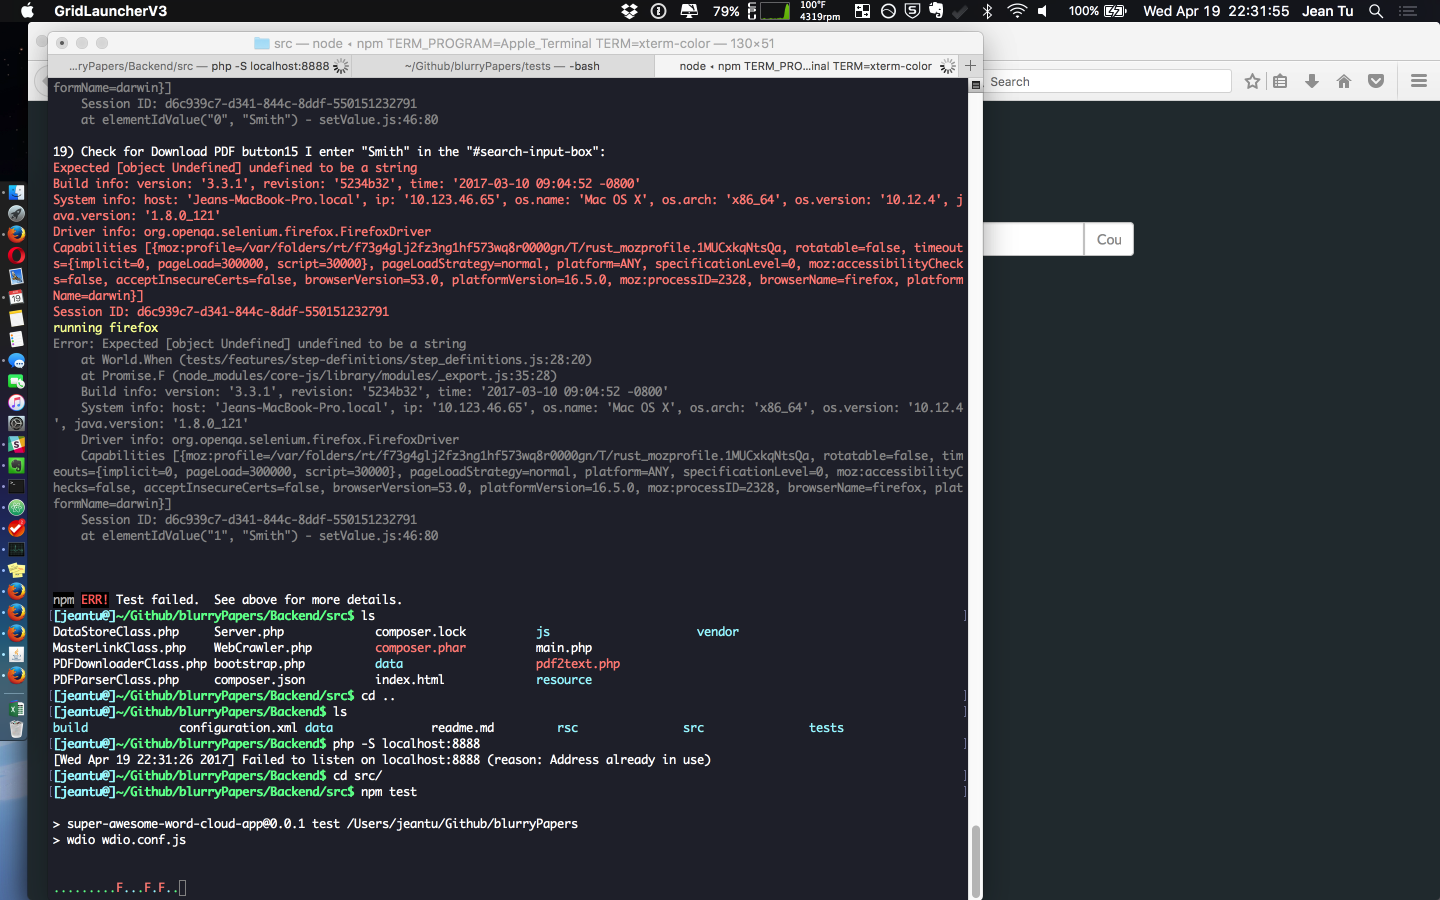 GridLauncherV3
79%
100°F
4319rpm
100%
Wed Apr 19 22:31:55
Jean Tu
src — node ◂ npm TERM_PROGRAM=Apple_Terminal TERM=xterm-color — 130×51
...ryPapers/Backend/src — php -S localhost:8888
~/Github/blurryPapers/tests — -bash
node ◂ npm TERM_PRO...inal TERM=xterm-color
Search
Cou
formName=darwin}]
Session ID: d6c939c7-d341-844c-8ddf-550151232791
at elementIdValue("0", "Smith") - setValue.js:46:80
19) Check for Download PDF button15 I enter "Smith" in the "#search-input-box":
Expected [object Undefined] undefined to be a string
Build info: version: '3.3.1', revision: '5234b32', time: '2017-03-10 09:04:52 -0800'
System info: host: 'Jeans-MacBook-Pro.local', ip: '10.123.46.65', os.name: 'Mac OS X', os.arch: 'x86_64', os.version: '10.12.4', j
ava.version: '1.8.0_121'
Driver info: org.openqa.selenium.firefox.FirefoxDriver
Capabilities [{moz:profile=/var/folders/rt/f73g4glj2fz3ng1hf573wq8r0000gn/T/rust_mozprofile.1MUCxkqNtsQa, rotatable=false, timeout
s={implicit=0, pageLoad=300000, script=30000}, pageLoadStrategy=normal, platform=ANY, specificationLevel=0, moz:accessibilityCheck
s=false, acceptInsecureCerts=false, browserVersion=53.0, platformVersion=16.5.0, moz:processID=2328, browserName=firefox, platform
Name=darwin}]
Session ID: d6c939c7-d341-844c-8ddf-550151232791
running firefox
Error: Expected [object Undefined] undefined to be a string
at World.When (tests/features/step-definitions/step_definitions.js:28:20)
at Promise.F (node_modules/core-js/library/modules/_export.js:35:28)
Build info: version: '3.3.1', revision: '5234b32', time: '2017-03-10 09:04:52 -0800'
System info: host: 'Jeans-MacBook-Pro.local', ip: '10.123.46.65', os.name: 'Mac OS X', os.arch: 'x86_64', os.version: '10.12.4
', java.version: '1.8.0_121'
Driver info: org.openqa.selenium.firefox.FirefoxDriver
Capabilities [{moz:profile=/var/folders/rt/f73g4glj2fz3ng1hf573wq8r0000gn/T/rust_mozprofile.1MUCxkqNtsQa, rotatable=false, tim
eouts={implicit=0, pageLoad=300000, script=30000}, pageLoadStrategy=normal, platform=ANY, specificationLevel=0, moz:accessibilityC
hecks=false, acceptInsecureCerts=false, browserVersion=53.0, platformVersion=16.5.0, moz:processID=2328, browserName=firefox, plat
formName=darwin}]
Session ID: d6c939c7-d341-844c-8ddf-550151232791
at elementIdValue("1", "Smith") - setValue.js:46:80
npm ERR! Test failed.  See above for more details.
[[jeantu@]~/Github/blurryPapers/Backend/src$ ls ]
DataStoreClass.php Server.php composer.lock js vendor
MasterLinkClass.php WebCrawler.php composer.phar main.php
PDFDownloaderClass.php bootstrap.php data pdf2text.php
PDFParserClass.php composer.json index.html resource
[[jeantu@]~/Github/blurryPapers/Backend/src$ cd .. ]
[[jeantu@]~/Github/blurryPapers/Backend$ ls ]
build configuration.xml data readme.md rsc src tests
[[jeantu@]~/Github/blurryPapers/Backend$ php -S localhost:8888 ]
[Wed Apr 19 22:31:26 2017] Failed to listen on localhost:8888 (reason: Address already in use)
[[jeantu@]~/Github/blurryPapers/Backend$ cd src/ ]
[[jeantu@]~/Github/blurryPapers/Backend/src$ npm test ]
> super-awesome-word-cloud-app@0.0.1 test /Users/jeantu/Github/blurryPapers
> wdio wdio.conf.js
.........F...F.F..